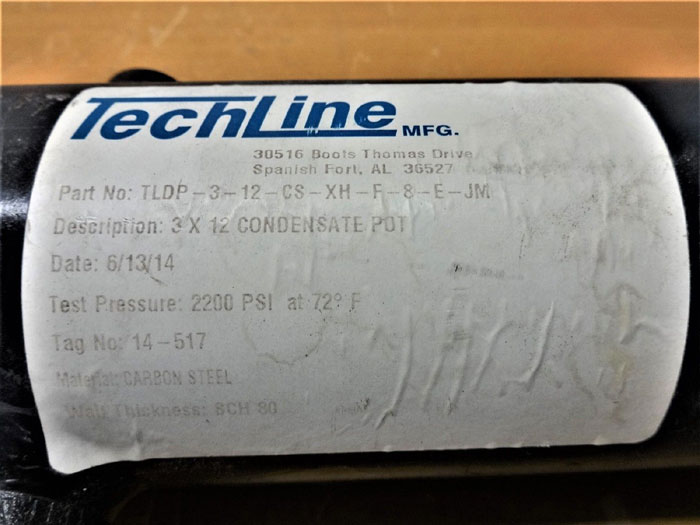 TechLine MFG.
30516 Boots Thomas Drive
Spanish Fort, AL 36527
Part No: TLDP-3-12-CS-XH-F-8-E-JM
Description: 3 X 12 CONDENSATE POT
Date: 6/13/14
Test Pressure: 2200 PSI at 72° F
Tag No: 14-517
Material: CARBON STEEL
Wall Thickness: SCH 80